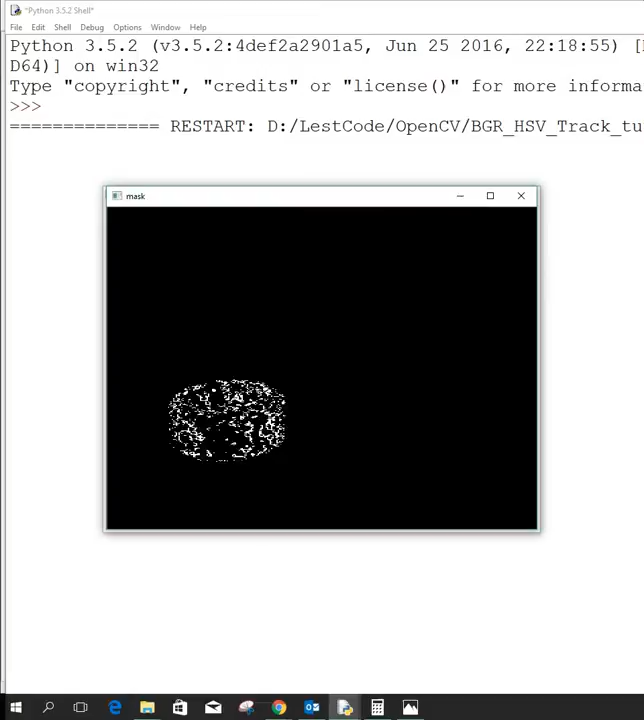 *Python 3.5.2 Shell*
File Edit Shell Debug Options Window Help
Python 3.5.2 (v3.5.2:4def2a2901a5, Jun 25 2016, 22:18:55) [
D64)] on win32
Type "copyright", "credits" or "license()" for more informa
>>>
============== RESTART: D:/LestCode/OpenCV/BGR_HSV_Track_tu
mask